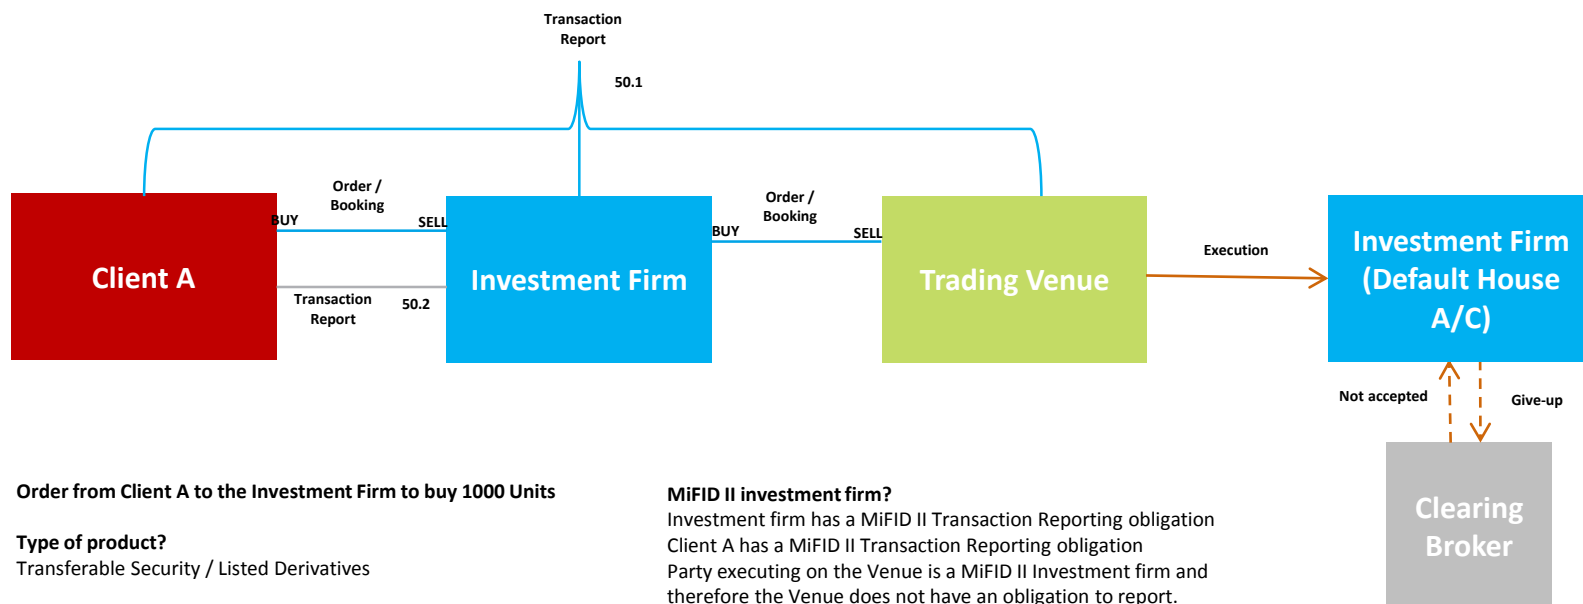 Transaction
Report
50.1
Order /
Booking
BUY
SELL
Order /
Booking
BUY
SELL
Client A
Transaction
Report
50.2
Investment Firm
Trading Venue
Execution
Investment Firm
(Default House
A/C)
Not accepted
Give-up
Clearing
Broker
Order from Client A to the Investment Firm to buy 1000 Units
Type of product?
Transferable Security / Listed Derivatives
MiFID II investment firm?
Investment firm has a MiFID II Transaction Reporting obligation
Client A has a MiFID II Transaction Reporting obligation
Party executing on the Venue is a MiFID II Investment firm and
therefore the Venue does not have an obligation to report.